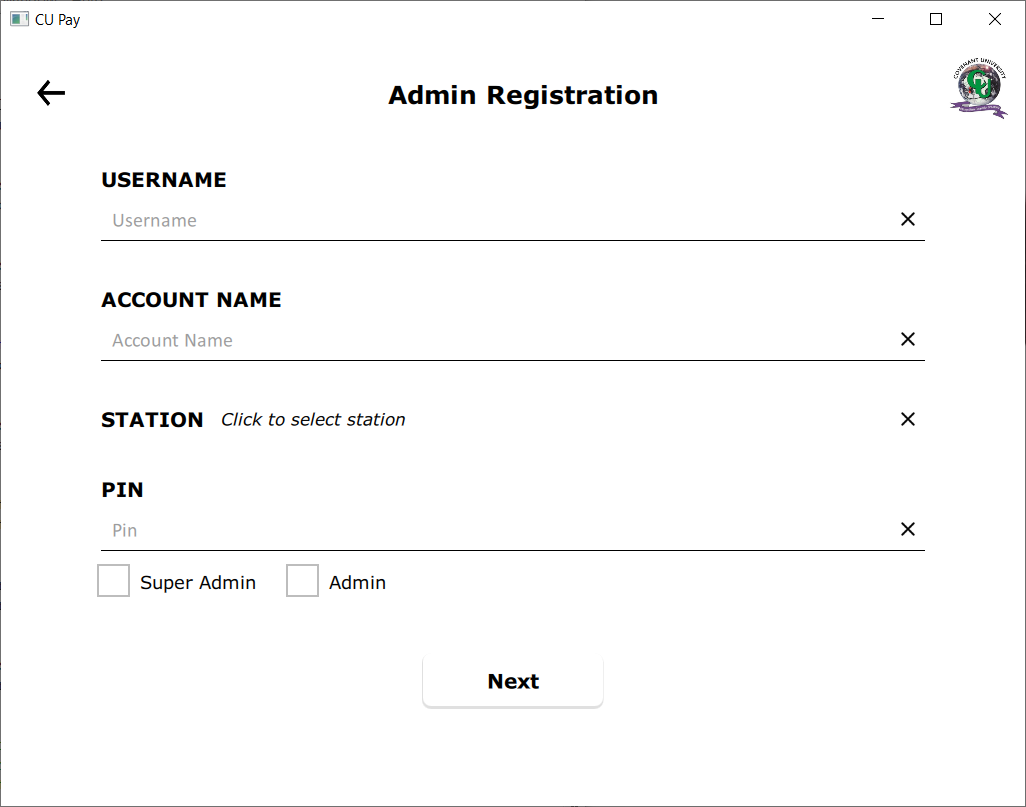 CU Pay
COVENANT UNIVERSITY
Admin Registration
USERNAME
Username
ACCOUNT NAME
Account Name
STATION Click to select station
PIN
Pin
Super Admin Admin
Next